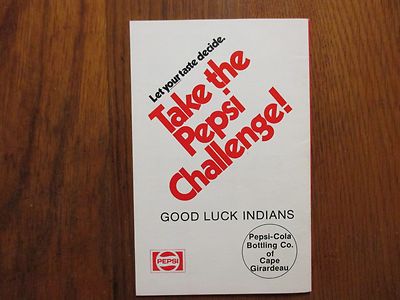 Let your taste decide.
Take the
Pepsi
Challenge!
GOOD LUCK INDIANS
PEPSI
Pepsi-Cola
Bottling Co.
of
Cape
Girardeau